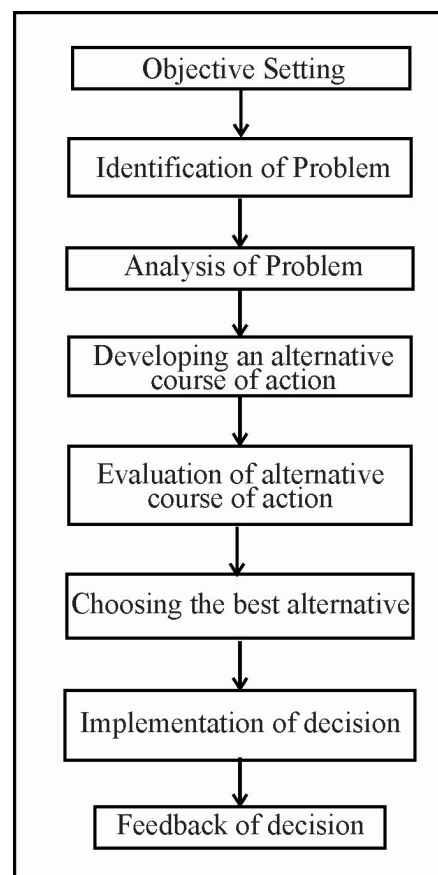 Objective Setting
Identification of Problem
Analysis of Problem
Developing an alternative
course of action
Evaluation of alternative
course of action
Choosing the best alternative
Implementation of decision
Feedback of decision